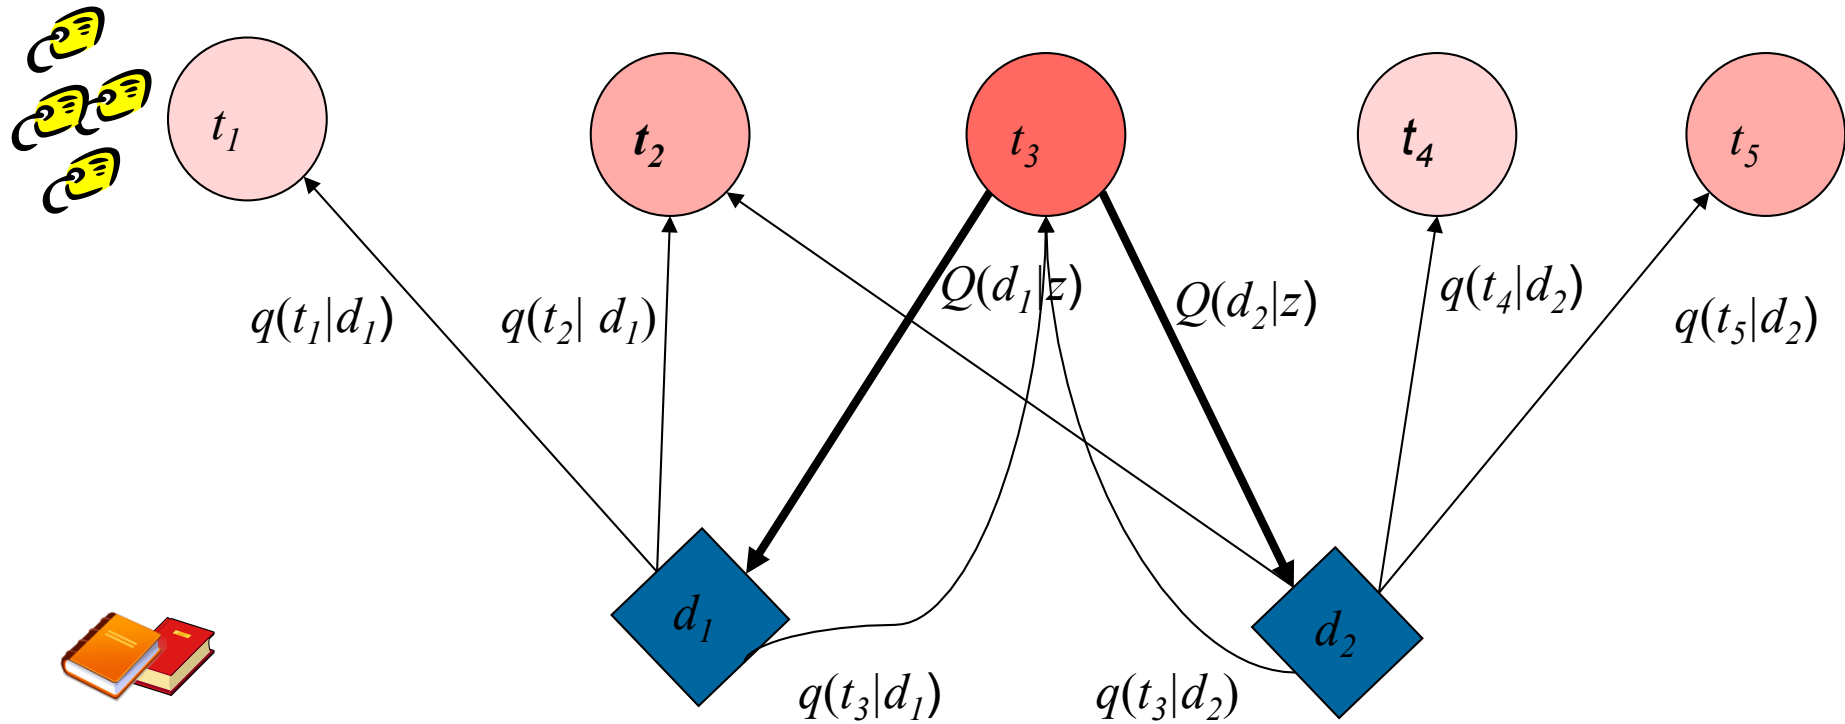 t₁
t₂
t₃
t₄
t₅
Q(d₁|z)
Q(d₂|z)
q(t₄|d₂)
q(t₁|d₁)
q(t₂| d₁)
q(t₅|d₂)
d₁
d₂
q(t₃|d₁)
q(t₃|d₂)